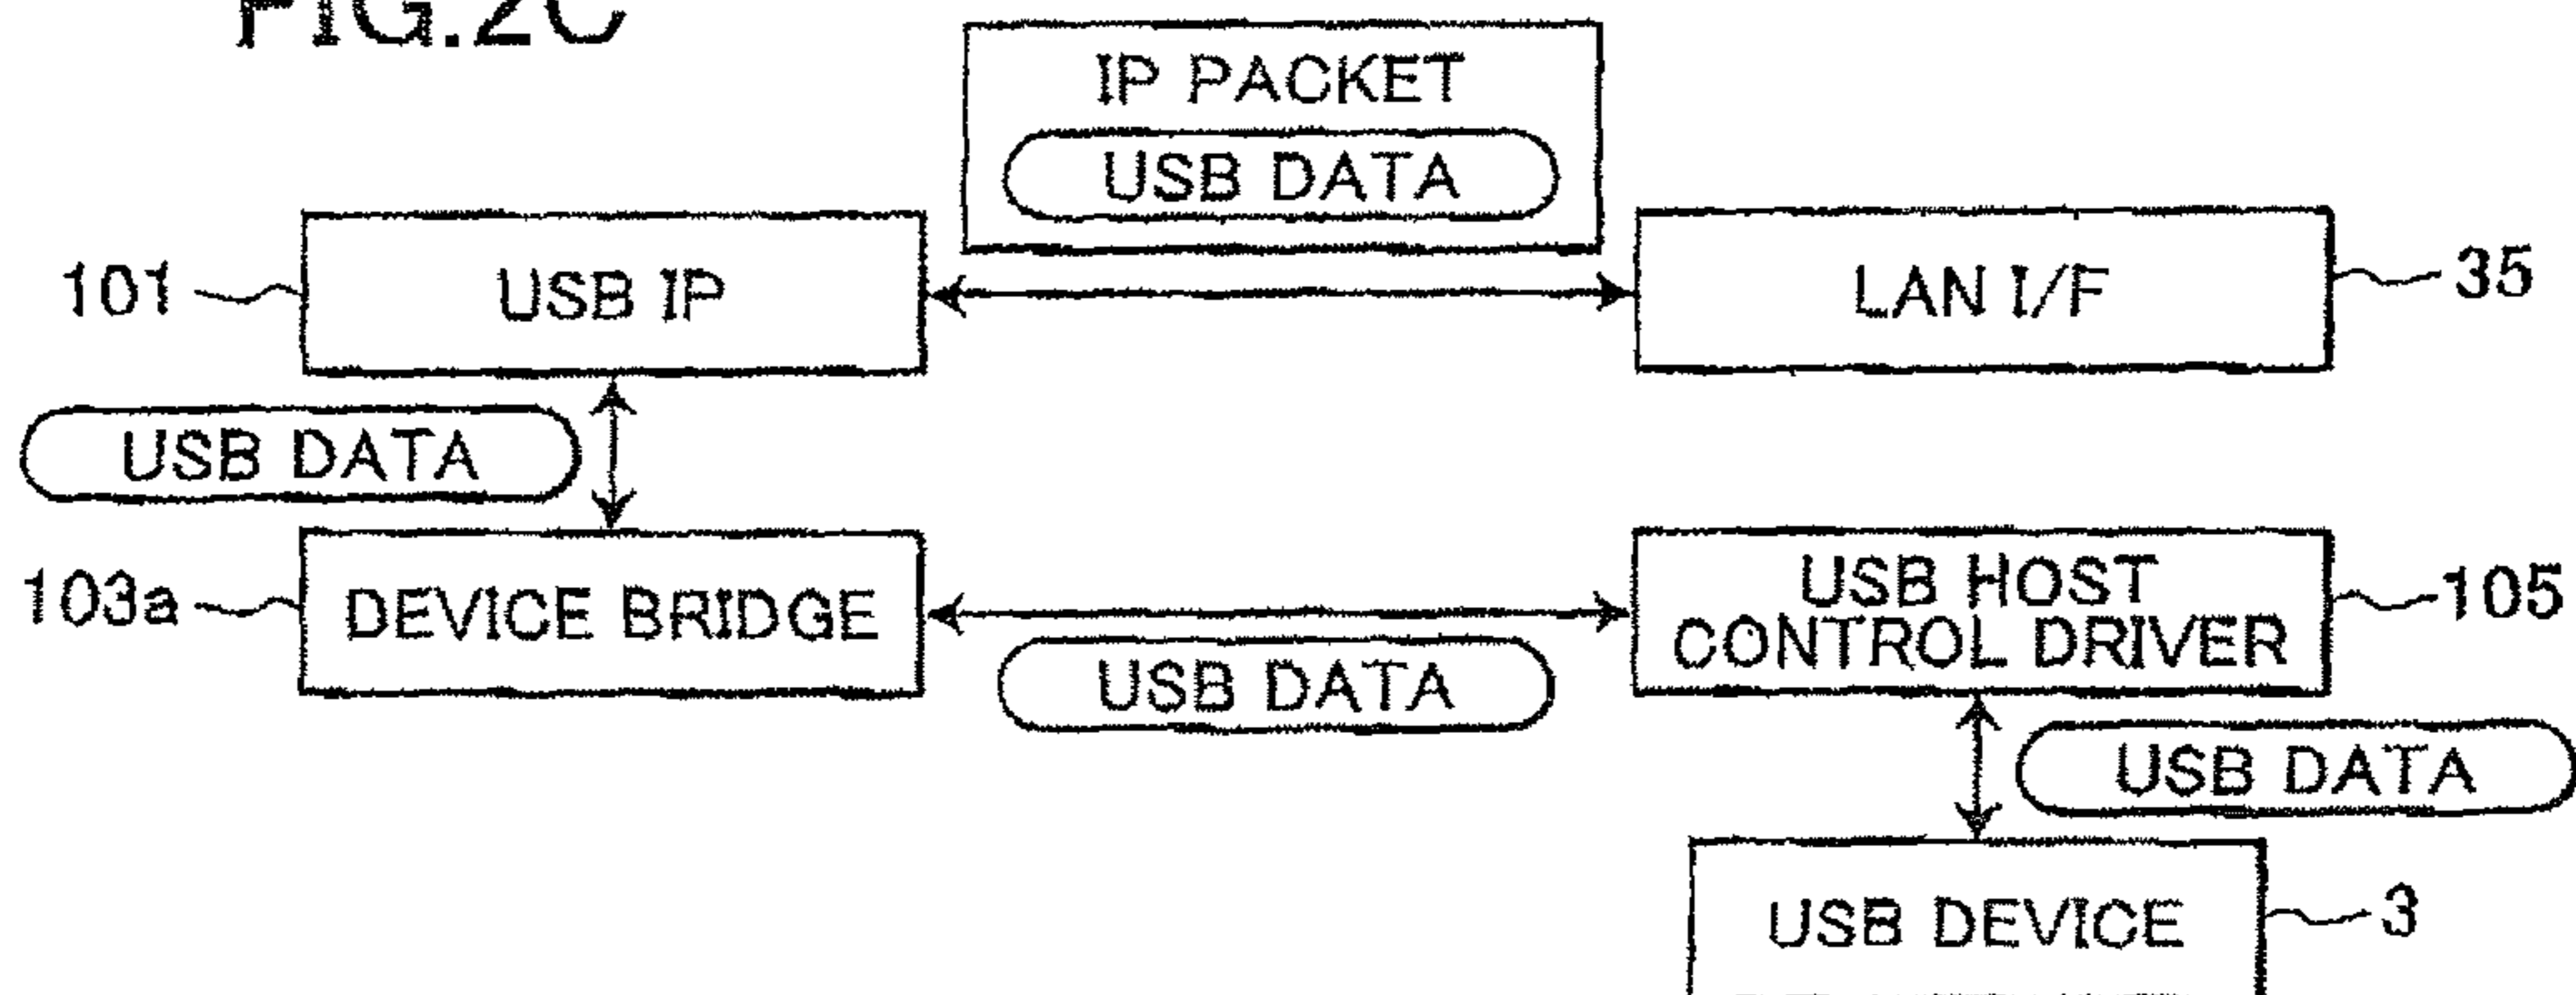 FIG.2C
IP PACKET
USB DATA
101
USB IP
LAN I/F
35
USB DATA
103a
DEVICE BRIDGE
USB DATA
USB HOST
CONTROL DRIVER
105
USB DATA
USB DEVICE
3